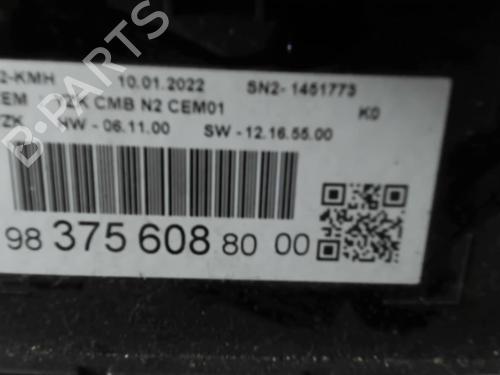 2-KMH 10.01.2022 SN2- 1451773
CMB N2 CEM01 K0
NW - 06.11.00 SW - 12.16.55.00
98 375 608 80 00
B-PARTS